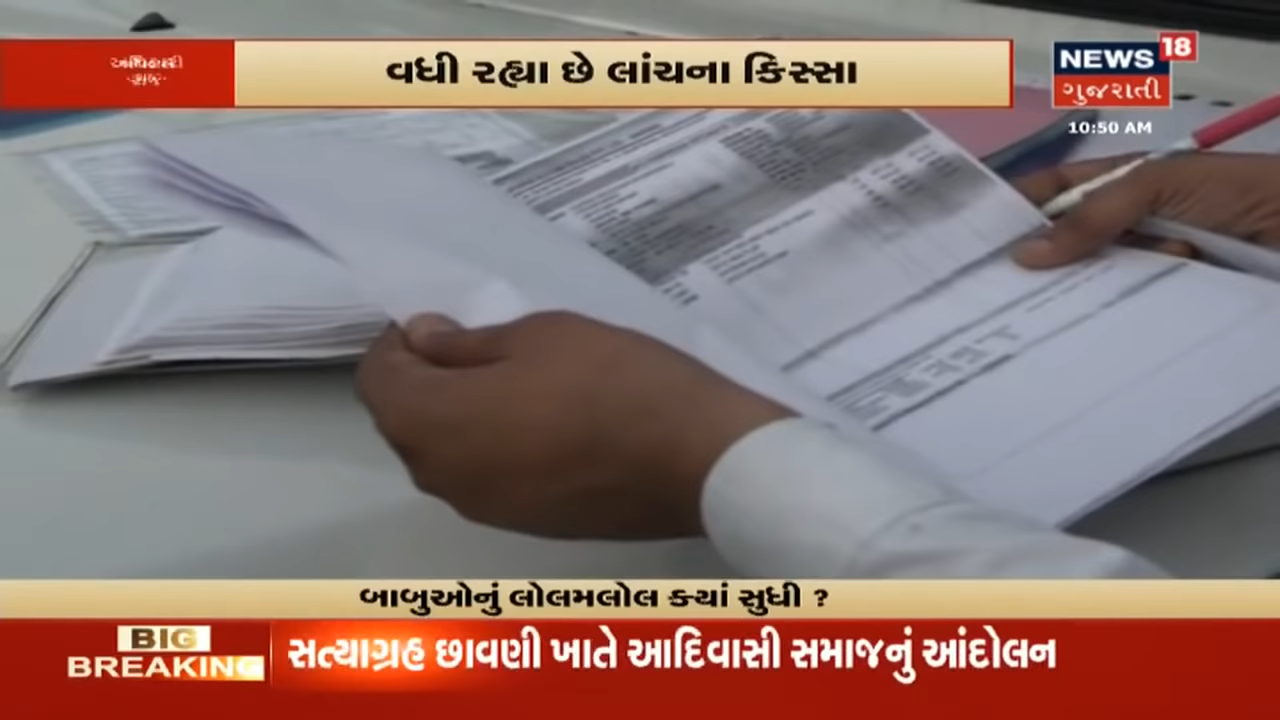 વધી રહ્યા છે લાંચના કિસ્સા
NEWS 18
ગુજરાતી
10:50 AM
બાબુઓનું લોલમલોલ ક્યાં સુધી ?
BIG
BREAKING
સત્યાગ્રહ છાવણી ખાતે આદિવાસી સમાજનું આંદોલન